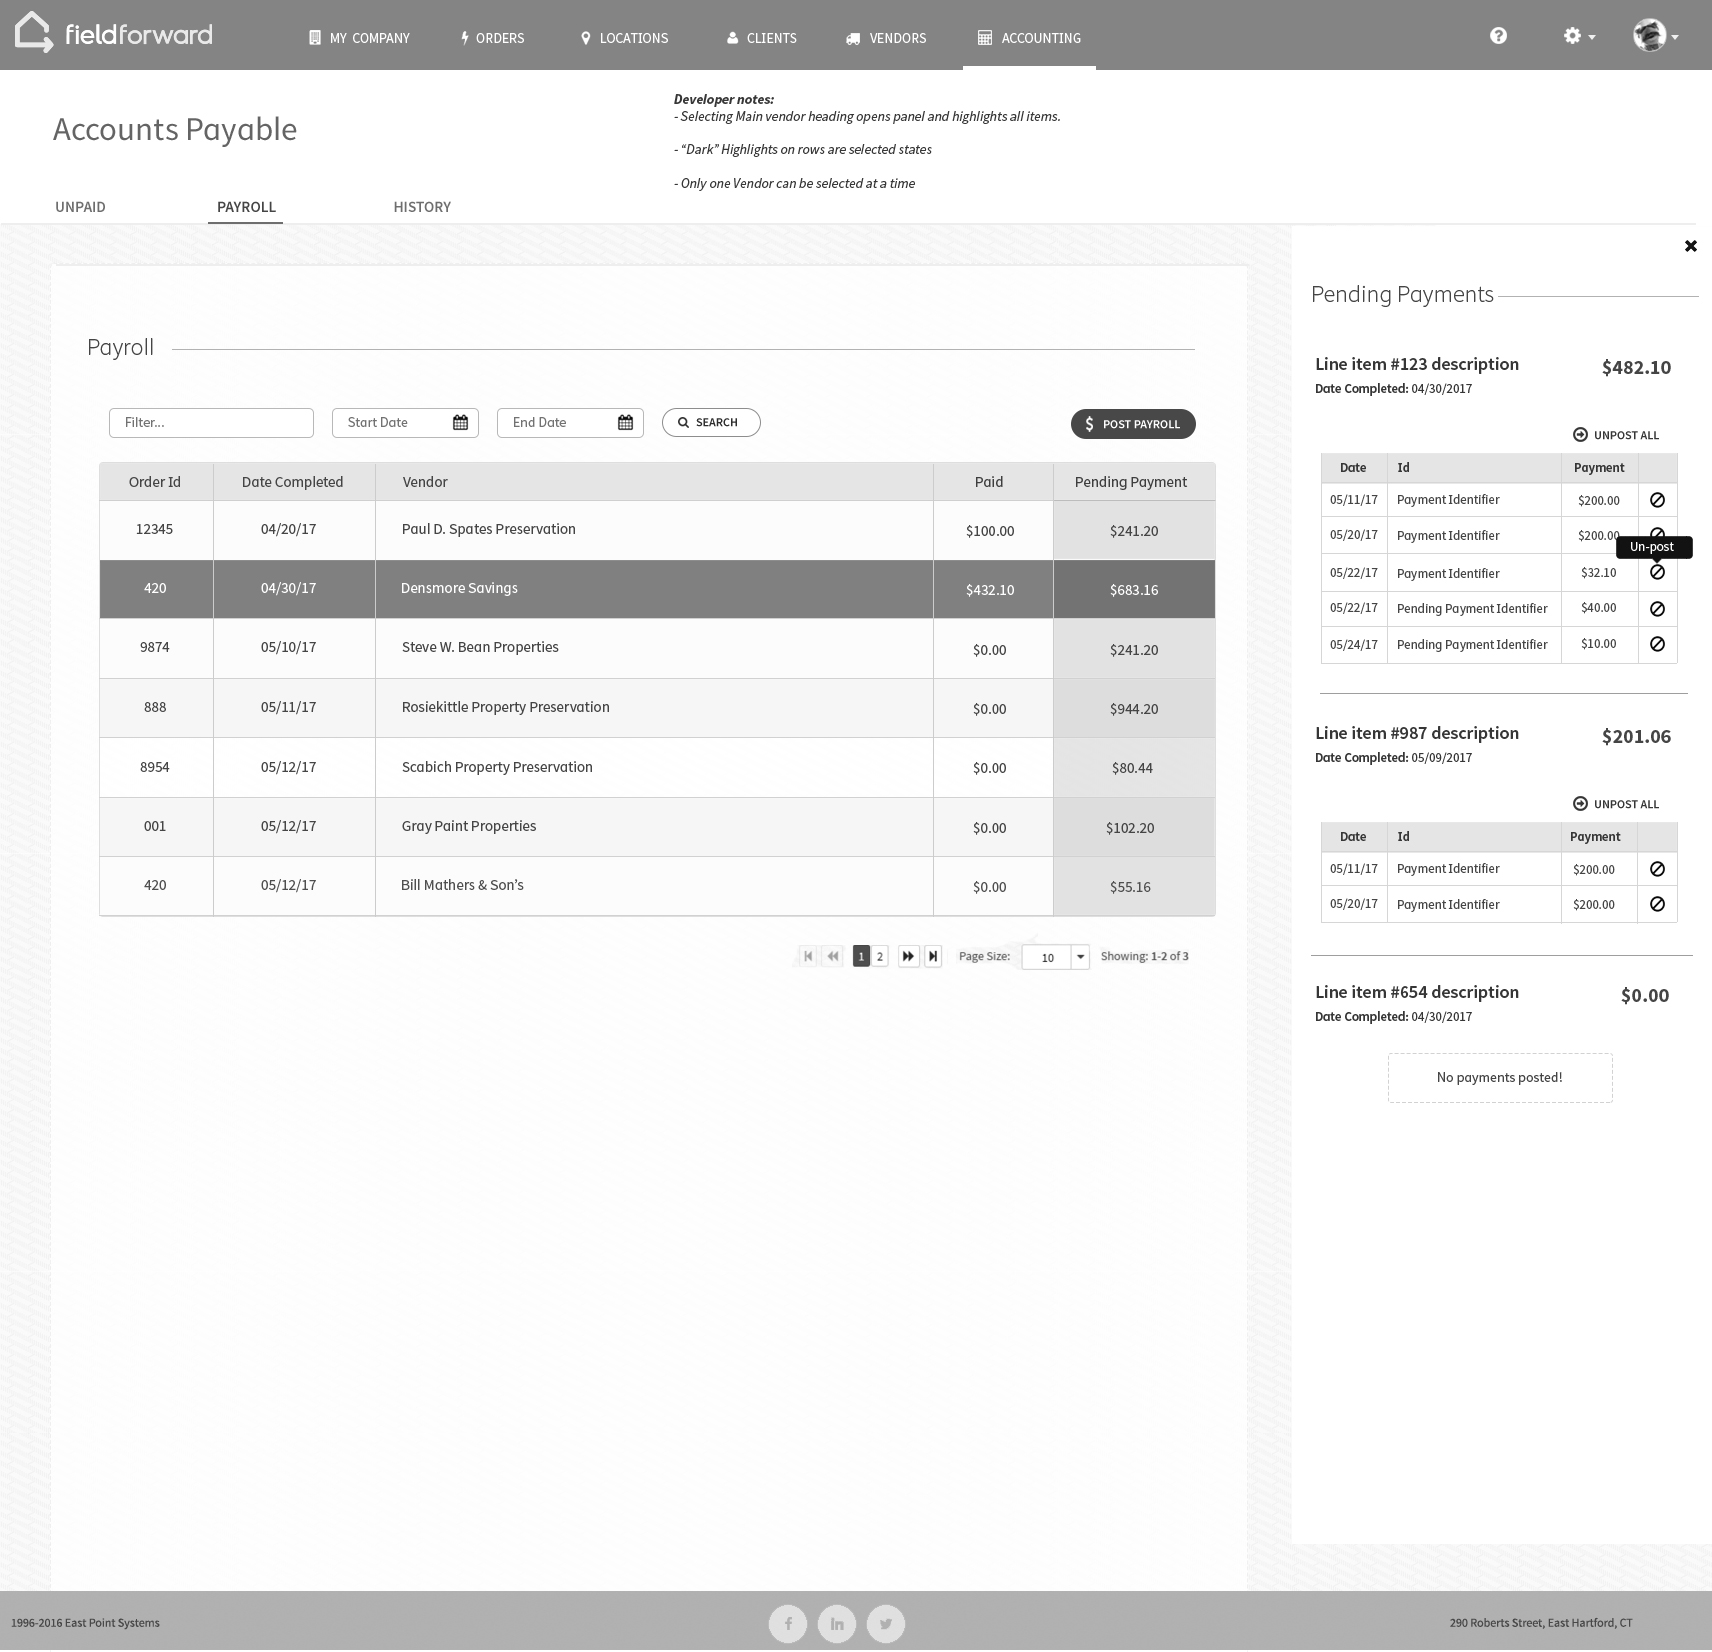 fieldforward
MY COMPANY
ORDERS
LOCATIONS
CLIENTS
VENDORS
ACCOUNTING
Accounts Payable
Developer notes:
- Selecting Main vendor heading opens panel and highlights all items.
- “Dark” Highlights on rows are selected states
- Only one Vendor can be selected at a time
UNPAID PAYROLL HISTORY
Payroll
Filter... Start Date End Date SEARCH $ POST PAYROLL
Order Id Date Completed Vendor Paid Pending Payment
12345 04/20/17 Paul D. Spates Preservation $100.00 $241.20
420 04/30/17 Densmore Savings $432.10 $683.16
9874 05/10/17 Steve W. Bean Properties $0.00 $241.20
888 05/11/17 Rosiekittle Property Preservation $0.00 $944.20
8954 05/12/17 Scabich Property Preservation $0.00 $80.44
001 05/12/17 Gray Paint Properties $0.00 $102.20
420 05/12/17 Bill Mathers & Son’s $0.00 $55.16
1 2 Page Size: 10 Showing: 1-2 of 3
Pending Payments
Line item #123 description $482.10
Date Completed: 04/30/2017
UNPOST ALL
Date Id Payment
05/11/17 Payment Identifier $200.00
05/20/17 Payment Identifier $200.00
Un-post
05/22/17 Payment Identifier $32.10
05/22/17 Pending Payment Identifier $40.00
05/24/17 Pending Payment Identifier $10.00
Line item #987 description $201.06
Date Completed: 05/09/2017
UNPOST ALL
Date Id Payment
05/11/17 Payment Identifier $200.00
05/20/17 Payment Identifier $200.00
Line item #654 description $0.00
Date Completed: 04/30/2017
No payments posted!
1996-2016 East Point Systems
290 Roberts Street, East Hartford, CT